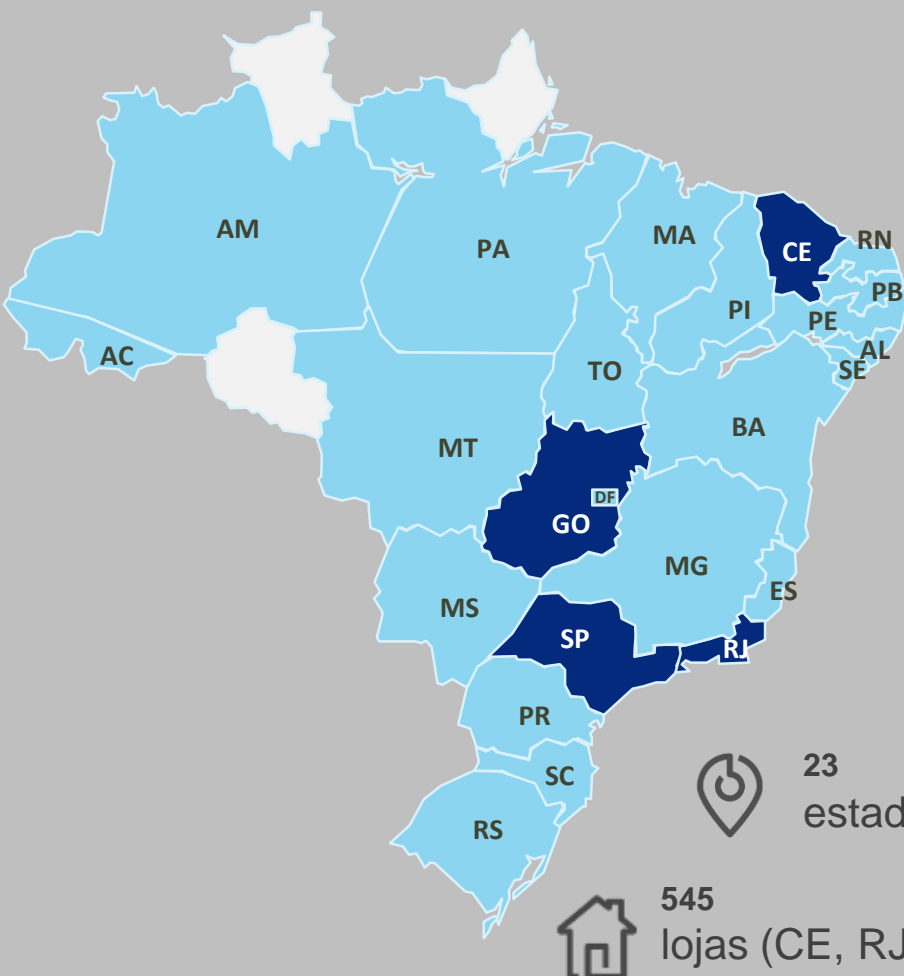 AM
PA
MA
CE
RN
PB
PI
PE
AL
SE
AC
TO
BA
MT
DF
GO
MG
ES
MS
SP
RJ
PR
SC
RS
23
estad
545
lojas (CE, RJ